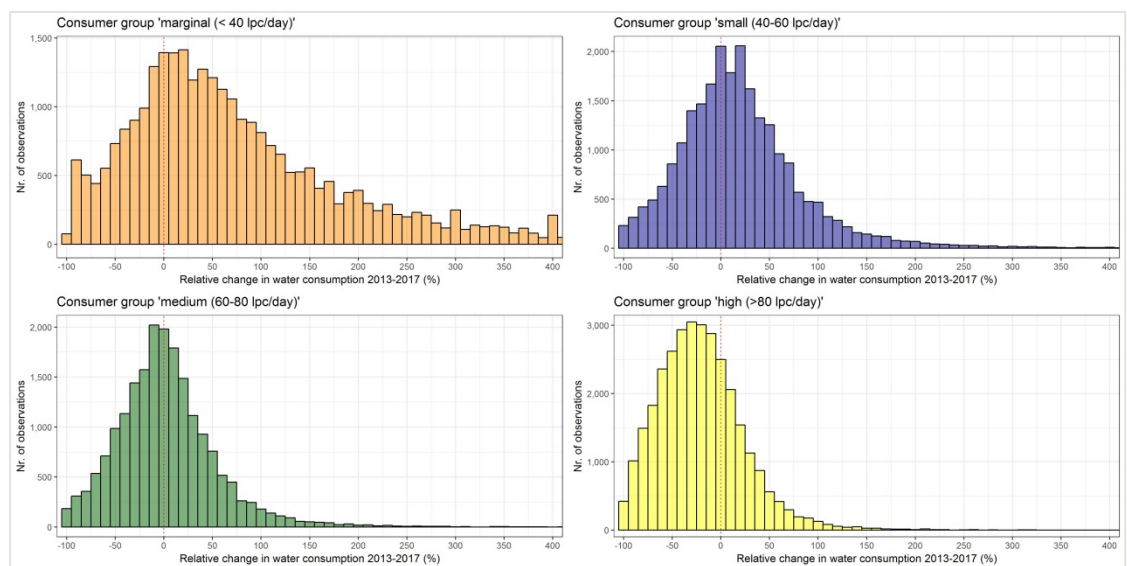 Consumer group 'marginal (< 40 lpc/day)'
1,500
1,000
500
0
Nr. of observations
-100 -50 0 50 100 150 200 250 300 350 400
Relative change in water consumption 2013-2017 (%)
Consumer group 'small (40-60 lpc/day)'
2,000
1,500
1,000
500
0
Nr. of observations
-100 -50 0 50 100 150 200 250 300 350 400
Relative change in water consumption 2013-2017 (%)
Consumer group 'medium (60-80 lpc/day)'
2,000
1,500
1,000
500
0
Nr. of observations
-100 -50 0 50 100 150 200 250 300 350 400
Relative change in water consumption 2013-2017 (%)
Consumer group 'high (>80 lpc/day)'
3,000
2,000
1,000
0
Nr. of observations
-100 -50 0 50 100 150 200 250 300 350 400
Relative change in water consumption 2013-2017 (%)